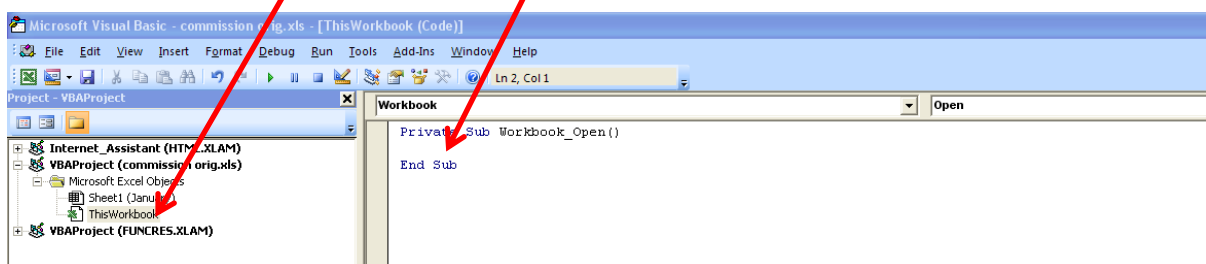 Microsoft Visual Basic - commission orig.xls - [ThisWorkbook (Code)]
File Edit View Insert Format Debug Run Tools Add-Ins Window Help
Ln 2, Col 1
Project - VBAProject
Workbook
Open
Internet_Assistant (HTML.XLAM)
VBAProject (commission orig.xls)
Microsoft Excel Objects
Sheet1 (January)
ThisWorkbook
VBAProject (FUNCRES.XLAM)
Private Sub Workbook_Open()
End Sub